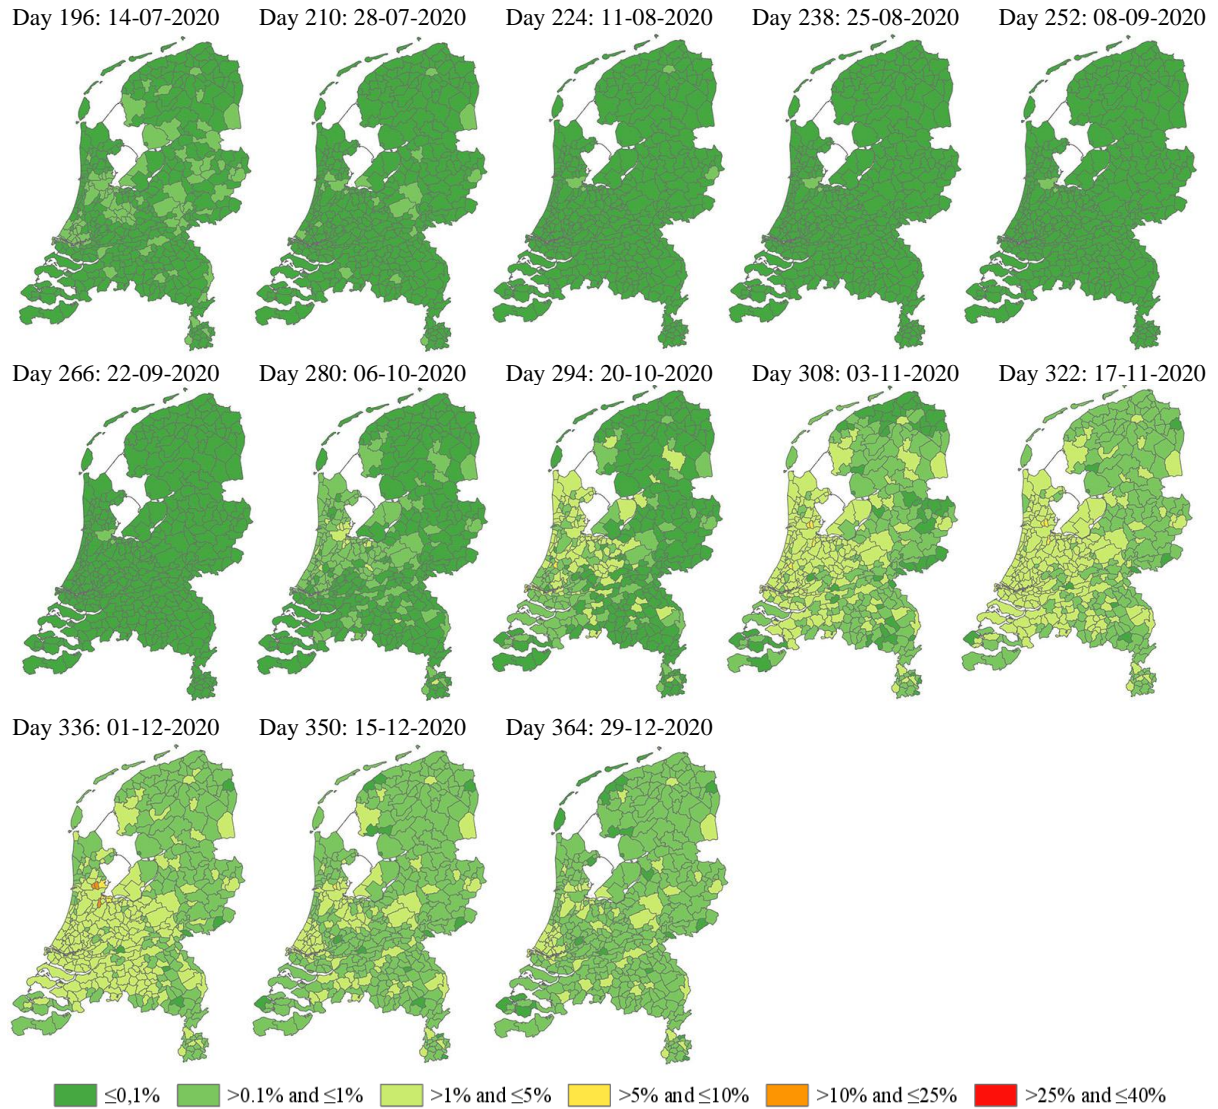 Day 196: 14-07-2020 Day 210: 28-07-2020 Day 224: 11-08-2020 Day 238: 25-08-2020 Day 252: 08-09-2020
Day 266: 22-09-2020 Day 280: 06-10-2020 Day 294: 20-10-2020 Day 308: 03-11-2020 Day 322: 17-11-2020
Day 336: 01-12-2020 Day 350: 15-12-2020 Day 364: 29-12-2020
≤0,1% >0.1% and ≤1% >1% and ≤5% >5% and ≤10% >10% and ≤25% >25% and ≤40%